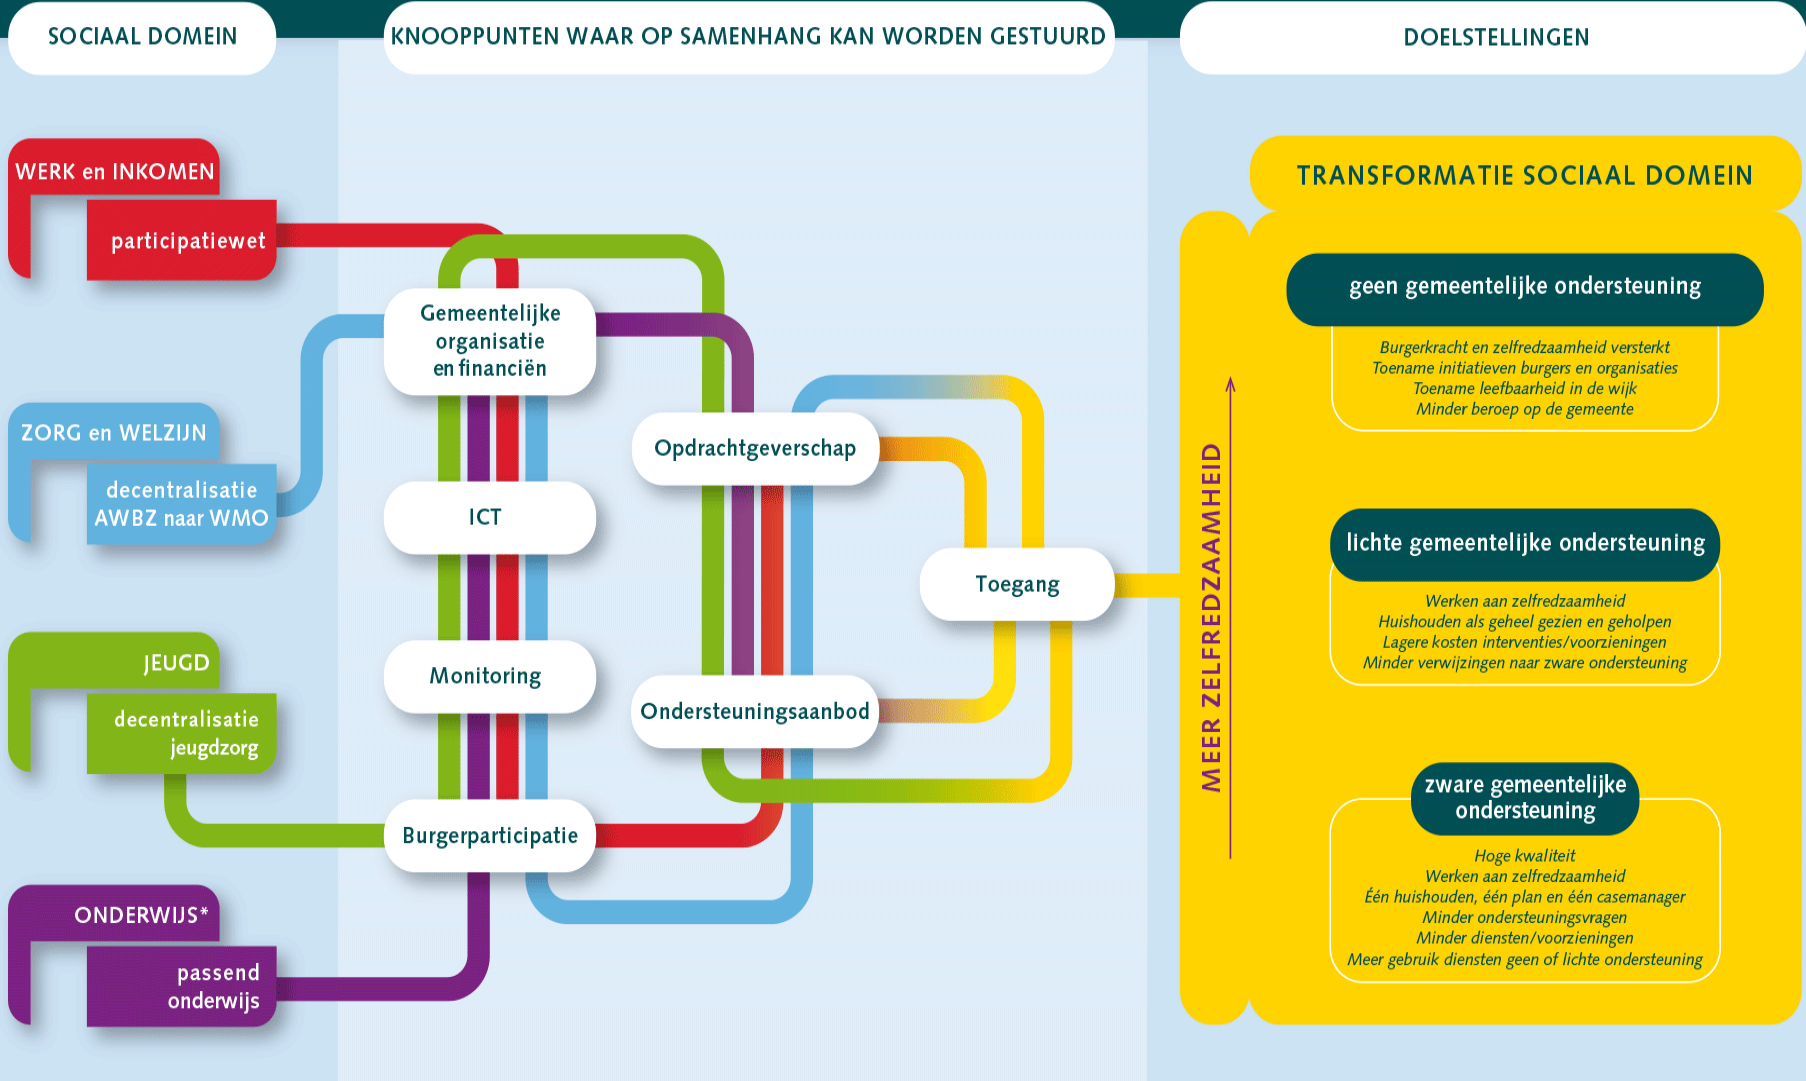 SOCIAAL DOMEIN
KNOOPPUNTEN WAAR OP SAMENHANG KAN WORDEN GESTUURD
DOELSTELLINGEN
WERK en INKOMEN
participatiewet
ZORG en WELZIJN
decentralisatie
AWBZ naar WMO
JEUGD
decentralisatie
jeugdzorg
ONDERWIJS*
passend
onderwijs
Gemeentelijke
organisatie
en financiën
ICT
Monitoring
Burgerparticipatie
Opdrachtgeverschap
Ondersteuningsaanbod
Toegang
MEER ZELFREDZAAMHEID
TRANSFORMATIE SOCIAAL DOMEIN
geen gemeentelijke ondersteuning
Burgerkracht en zelfredzaamheid versterkt
Toename initiatieven burgers en organisaties
Toename leefbaarheid in de wijk
Minder beroep op de gemeente
lichte gemeentelijke ondersteuning
Werken aan zelfredzaamheid
Huishouden als geheel gezien en geholpen
Lagere kosten interventies/voorzieningen
Minder verwijzingen naar zware ondersteuning
zware gemeentelijke
ondersteuning
Hoge kwaliteit
Werken aan zelfredzaamheid
Één huishouden, één plan en één casemanager
Minder ondersteuningsvragen
Minder diensten/voorzieningen
Meer gebruik diensten geen of lichte ondersteuning